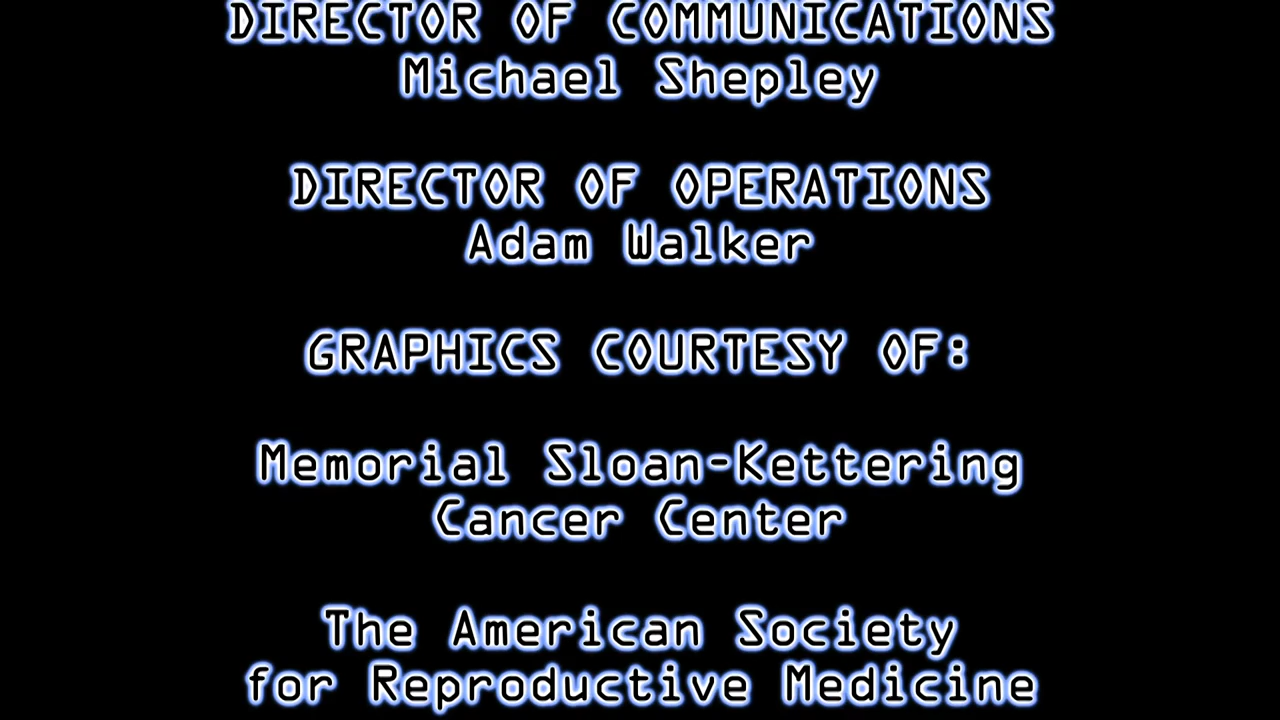 DIRECTOR OF COMMUNICATIONS
Michael Shepley
DIRECTOR OF OPERATIONS
Adam Walker
GRAPHICS COURTESY OF:
Memorial Sloan-Kettering
Cancer Center
The American Society
for Reproductive Medicine